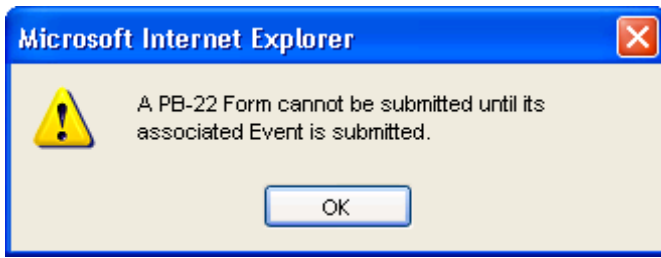 Microsoft Internet Explorer
A PB-22 Form cannot be submitted until its
associated Event is submitted.
OK